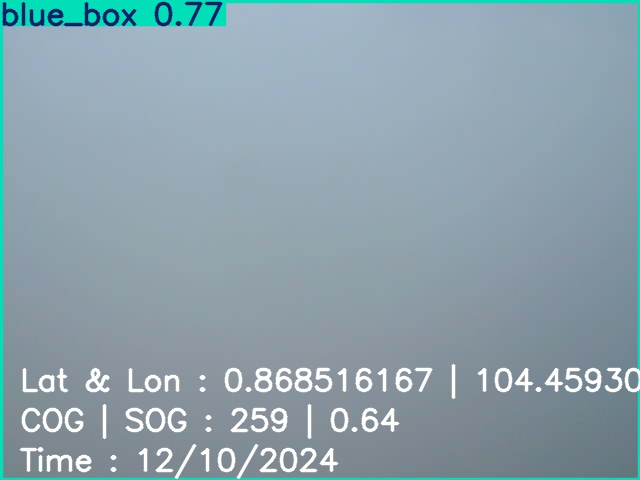 blue_box 0.77
Lat & Lon : 0.868516167 | 104.45930
COG | SOG : 259 | 0.64
Time : 12/10/2024